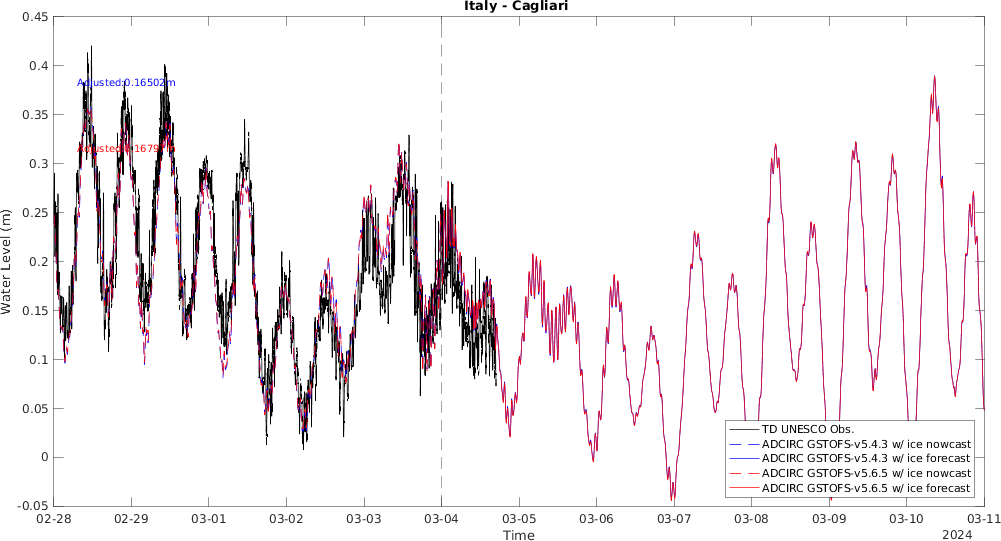 Italy - Cagliari
0.45
0.4
0.35
0.3
0.25
0.2
0.15
0.1
0.05
0
-0.05
Water Level (m)
Adjusted:0.16502m
TD UNESCO Obs.
ADCIRC GSTOFS-v5.4.3 w/ ice nowcast
ADCIRC GSTOFS-v5.4.3 w/ ice forecast
ADCIRC GSTOFS-v5.6.5 w/ ice nowcast
ADCIRC GSTOFS-v5.6.5 w/ ice forecast
02-28 02-29 03-01 03-02 03-03 03-04 03-05 03-06 03-07 03-08 03-09 03-10 03-11
Time
2024